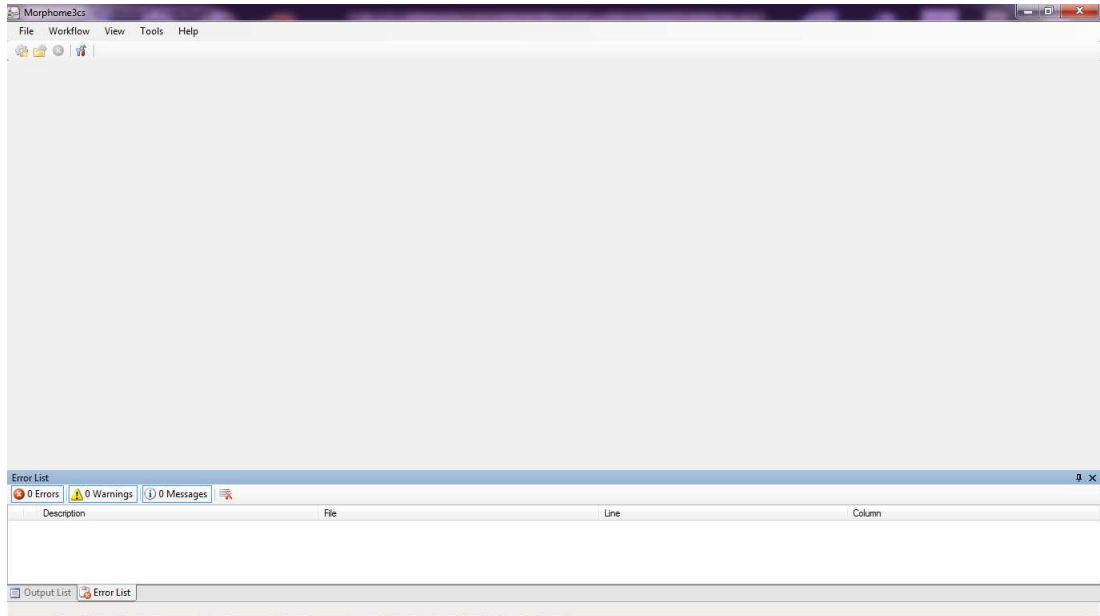 Morphome3cs
File Workflow View Tools Help
Error List
0 Errors 0 Warnings 0 Messages
Description File Line Column
Output List Error List